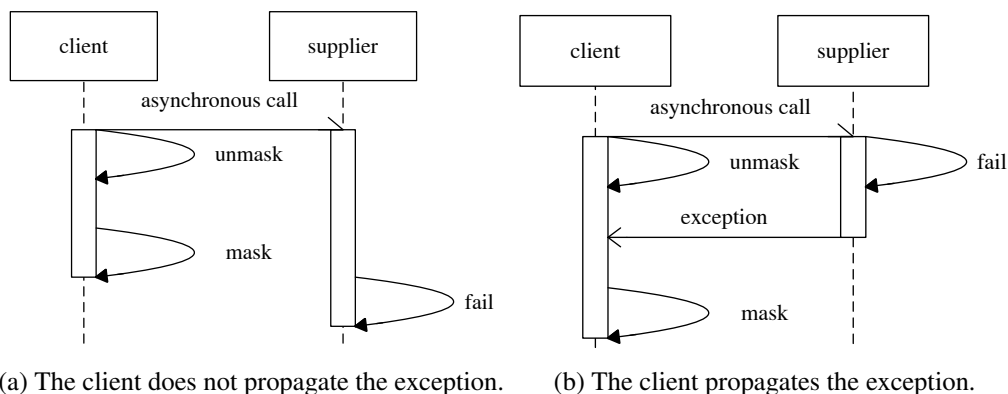 client
supplier
asynchronous call
unmask
mask
fail
(a) The client does not propagate the exception.
client
supplier
asynchronous call
unmask
fail
exception
mask
(b) The client propagates the exception.